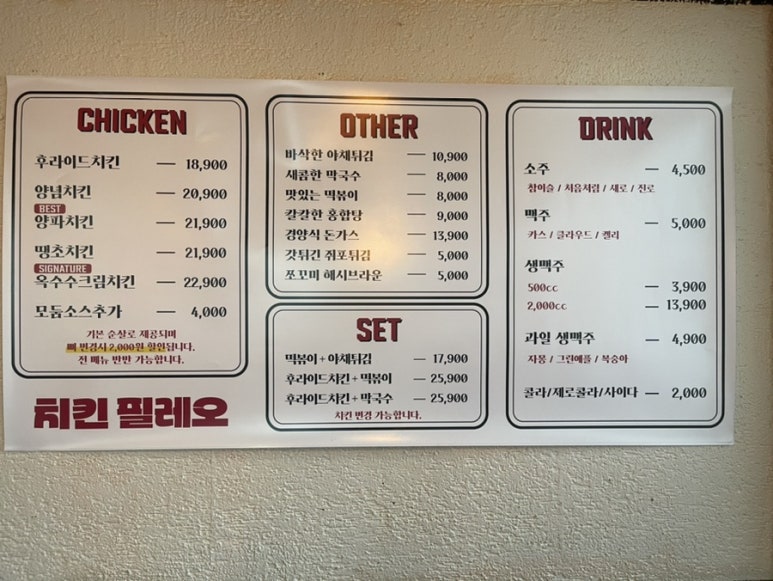 CHICKEN
후라이드치킨 — 18,900
양념치킨 — 20,900
BEST
양파치킨 — 21,900
땡초치킨 — 21,900
SIGNATURE
옥수수크림치킨 — 22,900
모둠소스추가 — 4,000
기본 순살로 제공되며
뼈 변경시 2,000원 할인됩니다.
전 메뉴 반반 가능합니다.
치킨 필레오
OTHER
바삭한 야채튀김 — 10,900
새콤한 막국수 — 8,000
맛있는 떡볶이 — 8,000
칼칼한 홍합탕 — 9,000
경양식 돈가스 — 13,900
갓튀긴 쥐포튀김 — 5,000
쪼꼬미 해시브라운 — 5,000
SET
떡볶이 + 야채튀김 — 17,900
후라이드치킨 + 떡볶이 — 25,900
후라이드치킨 + 막국수 — 25,900
치킨 변경 가능합니다.
DRINK
소주 — 4,500
참이슬 / 처음처럼 / 새로 / 진로
맥주 — 5,000
카스 / 클라우드 / 켈리
생맥주
500cc — 3,900
2,000cc — 13,900
과일 생맥주 — 4,900
자몽 / 그린애플 / 복숭아
콜라/제로콜라/사이다 — 2,000